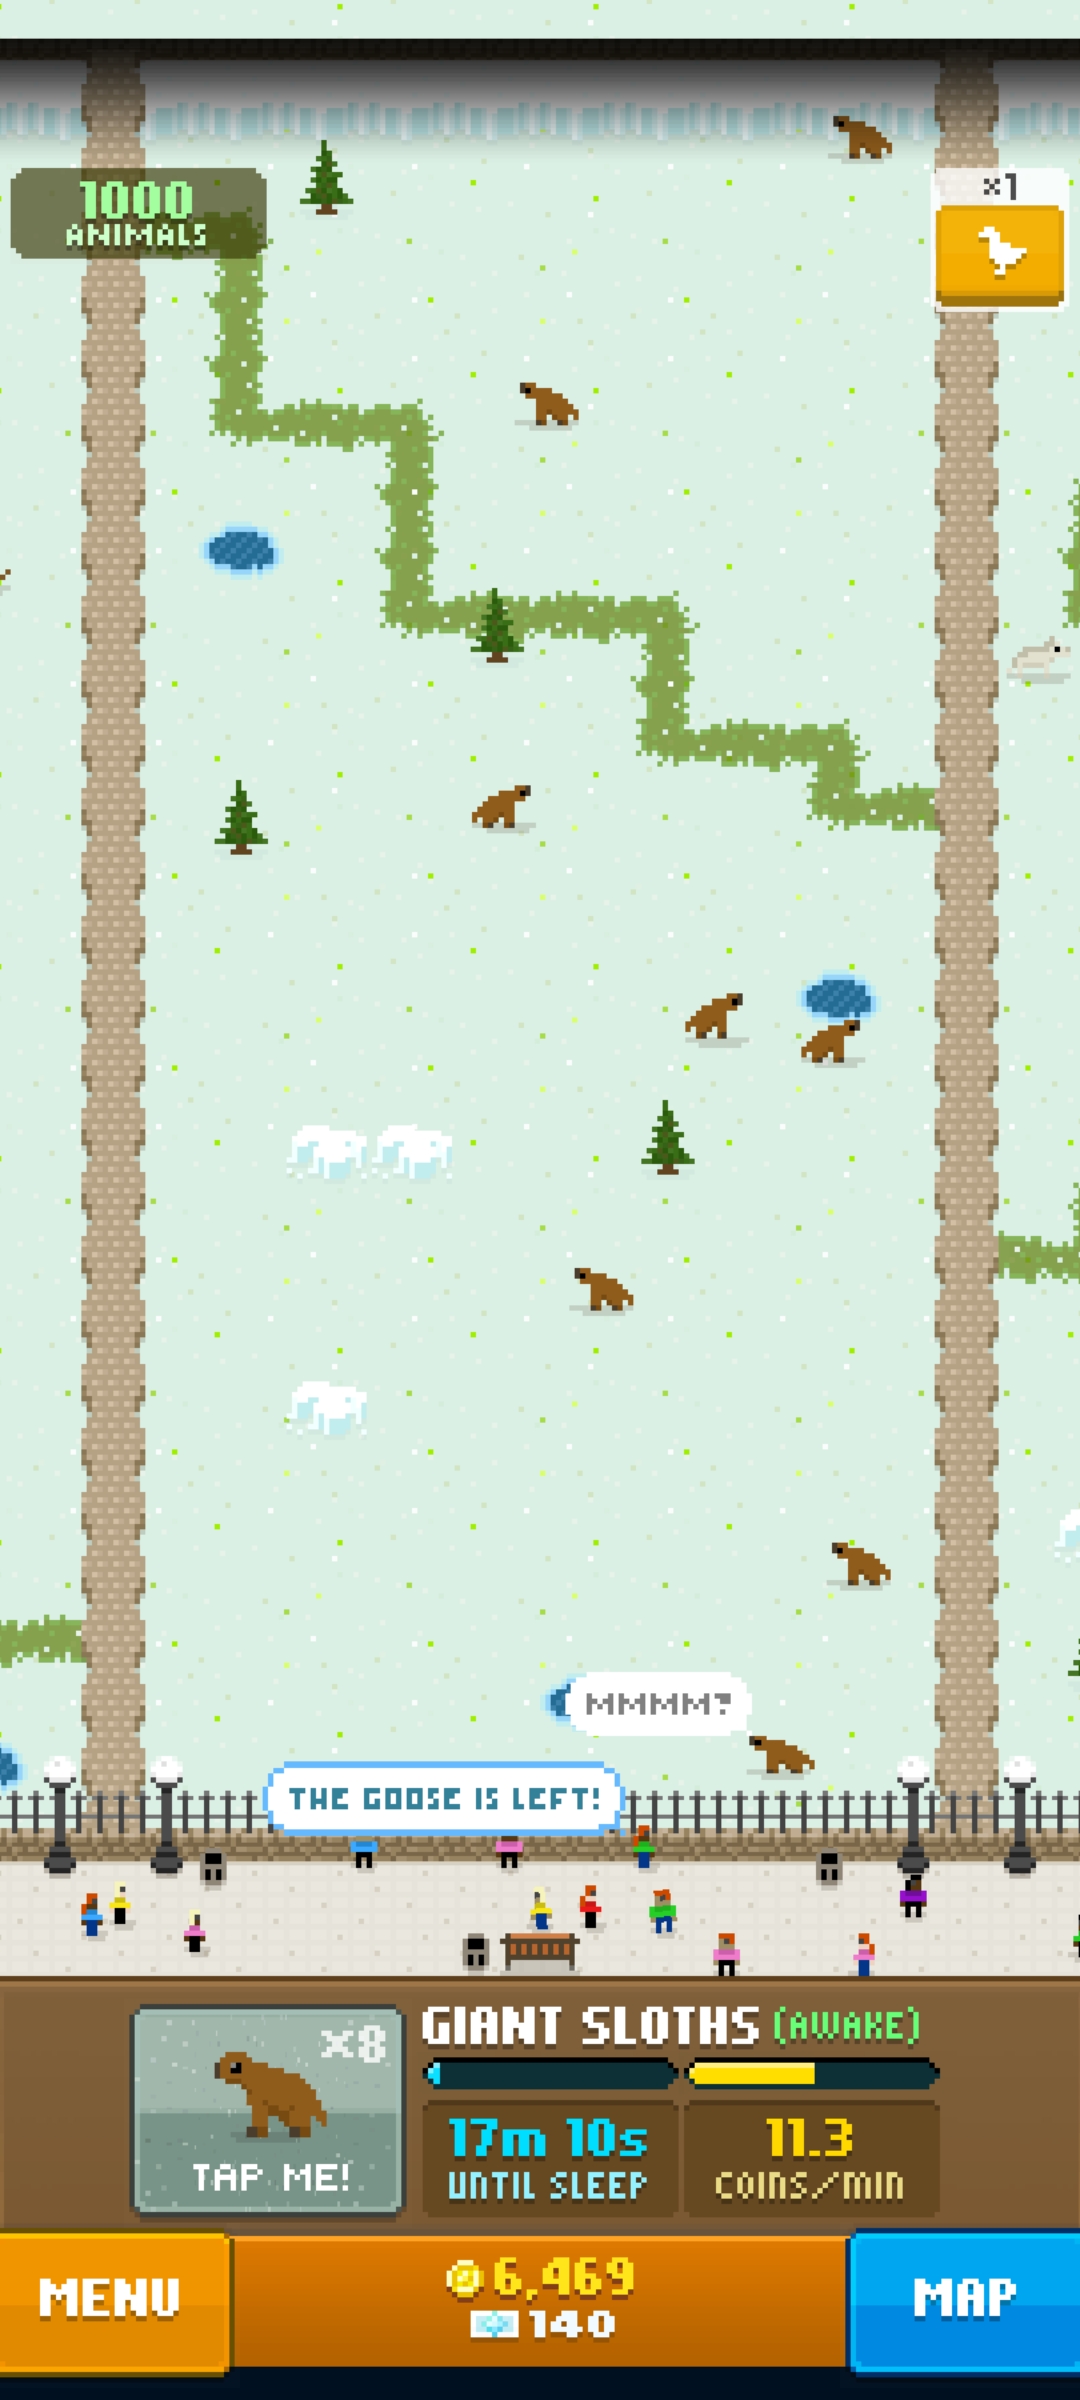 1000
ANIMALS
×1
MMMM?
THE GOOSE IS LEFT!
x8
TAP ME!
GIANT SLOTHS (AWAKE)
17m 10s
UNTIL SLEEP
11.3
COINS/MIN
MENU
6,469
140
MAP